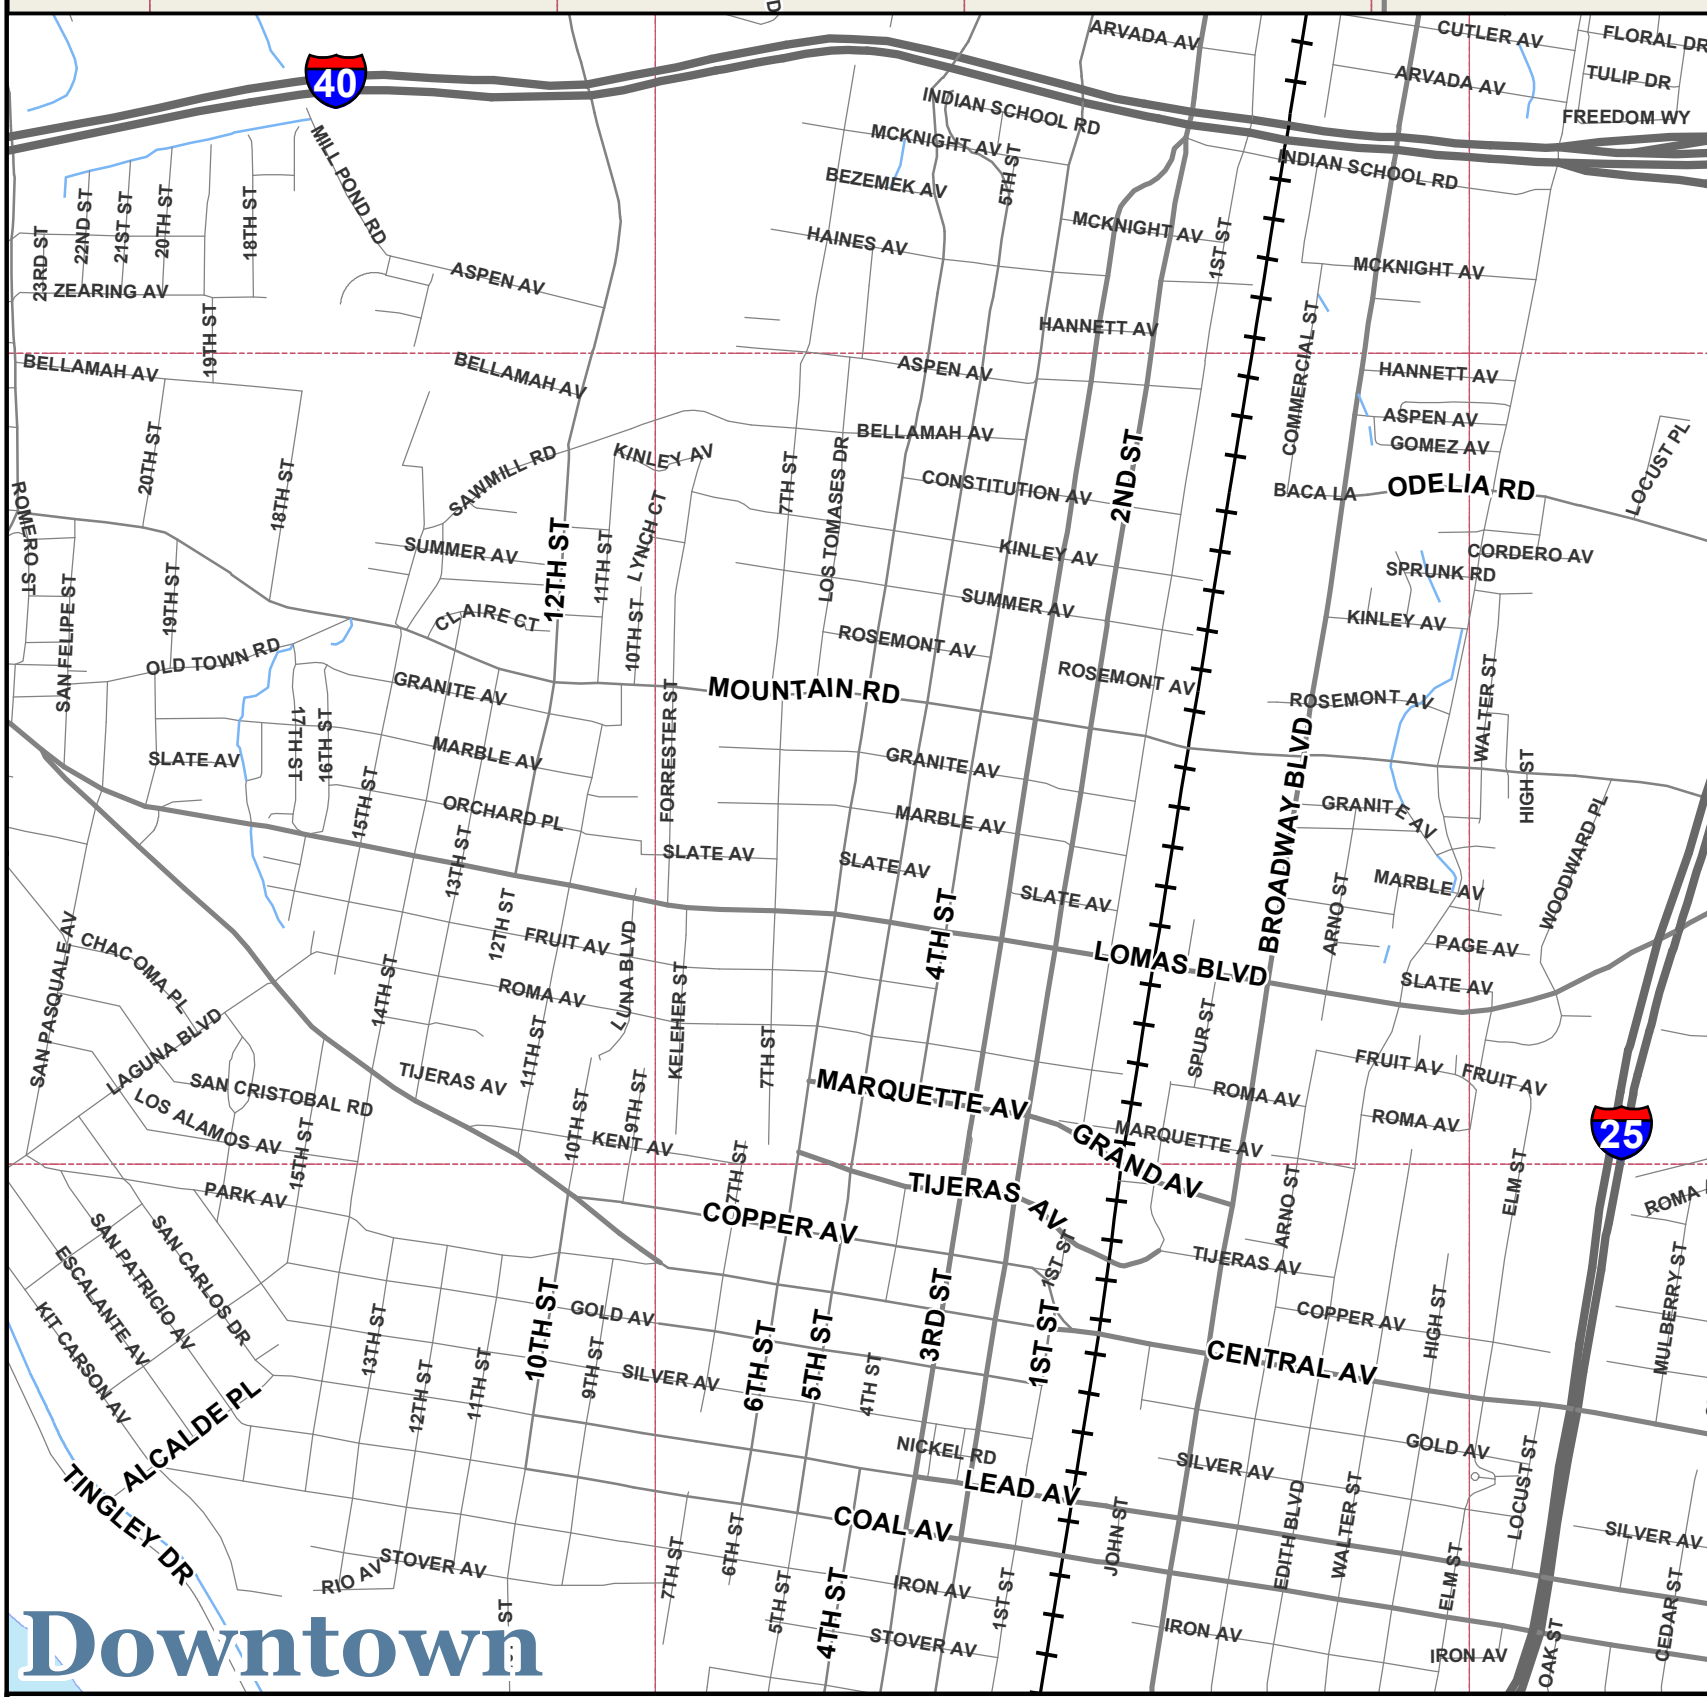 ARVADA AV
CUTLER AV
FLORAL DR
40
ARVADA AV
TULIP DR
INDIAN SCHOOL RD
FREEDOM WY
MCKNIGHT AV
MILL POND RD
5TH ST
INDIAN SCHOOL RD
BEZEMEK AV
23RD ST
22ND ST
21ST ST
20TH ST
18TH ST
HAINES AV
MCKNIGHT AV
1ST ST
MCKNIGHT AV
ASPEN AV
ZEARING AV
19TH ST
HANNETT AV
COMMERCIAL ST
BELLAMAH AV
BELLAMAH AV
ASPEN AV
HANNETT AV
ASPEN AV
GOMEZ AV
LOCUST PL
20TH ST
18TH ST
SAWMILL RD
KINLEY AV
BELLAMAH AV
7TH ST
LOS TOMASES DR
CONSTITUTION AV
2ND ST
BACA LA
ODELIA RD
ROMERO ST
SUMMER AV
12TH ST
11TH ST
LYNCH CT
KINLEY AV
CORDERO AV
SPRUNK RD
SAN FELIPE ST
19TH ST
CLAIRE CT
10TH ST
SUMMER AV
KINLEY AV
OLD TOWN RD
ROSEMONT AV
ROSEMONT AV
GRANITE AV
MOUNTAIN RD
ROSEMONT AV
WALTER ST
17TH ST
16TH ST
FORRESTER ST
SLATE AV
MARBLE AV
GRANITE AV
BROADWAY BLVD
HIGH ST
15TH ST
ORCHARD PL
MARBLE AV
GRANITE AV
WOODWARD PL
13TH ST
SLATE AV
SLATE AV
SLATE AV
MARBLE AV
ARNO ST
12TH ST
4TH ST
SAN PASQUALE AV
CHACOMA PL
FRUIT AV
LUNA BLVD
LOMAS BLVD
PAGE AV
SLATE AV
14TH ST
ROMA AV
KELEHER ST
LAGUNA BLVD
11TH ST
7TH ST
SPUR ST
SAN CRISTOBAL RD
TIJERAS AV
MARQUETTE AV
FRUIT AV
FRUIT AV
ROMA AV
LOS ALAMOS AV
15TH ST
10TH ST
9TH ST
KENT AV
GRAND AV
MARQUETTE AV
ROMA AV
25
PARK AV
7TH ST
TIJERAS AV
ARNO ST
ELM ST
ROMA
COPPER AV
1ST ST
TIJERAS AV
SAN CARLOS DR
SAN PATRICIO AV
ESCALANTE AV
KIT CARSON AV
13TH ST
12TH ST
11TH ST
10TH ST
GOLD AV
9TH ST
SILVER AV
6TH ST
5TH ST
4TH ST
3RD ST
1ST ST
COPPER AV
HIGH ST
MULBERRY ST
CENTRAL AV
ALCALDE PL
NICKEL RD
GOLD AV
SILVER AV
LOCUST ST
TINGLEY DR
LEAD AV
COAL AV
JOHN ST
EDITH BLVD
WALTER ST
ELM ST
SILVER AV
STOVER AV
RIO AV
7TH ST
6TH ST
5TH ST
4TH ST
IRON AV
1ST ST
CEDAR ST
ST
STOVER AV
IRON AV
IRON AV
OAK ST
Downtown